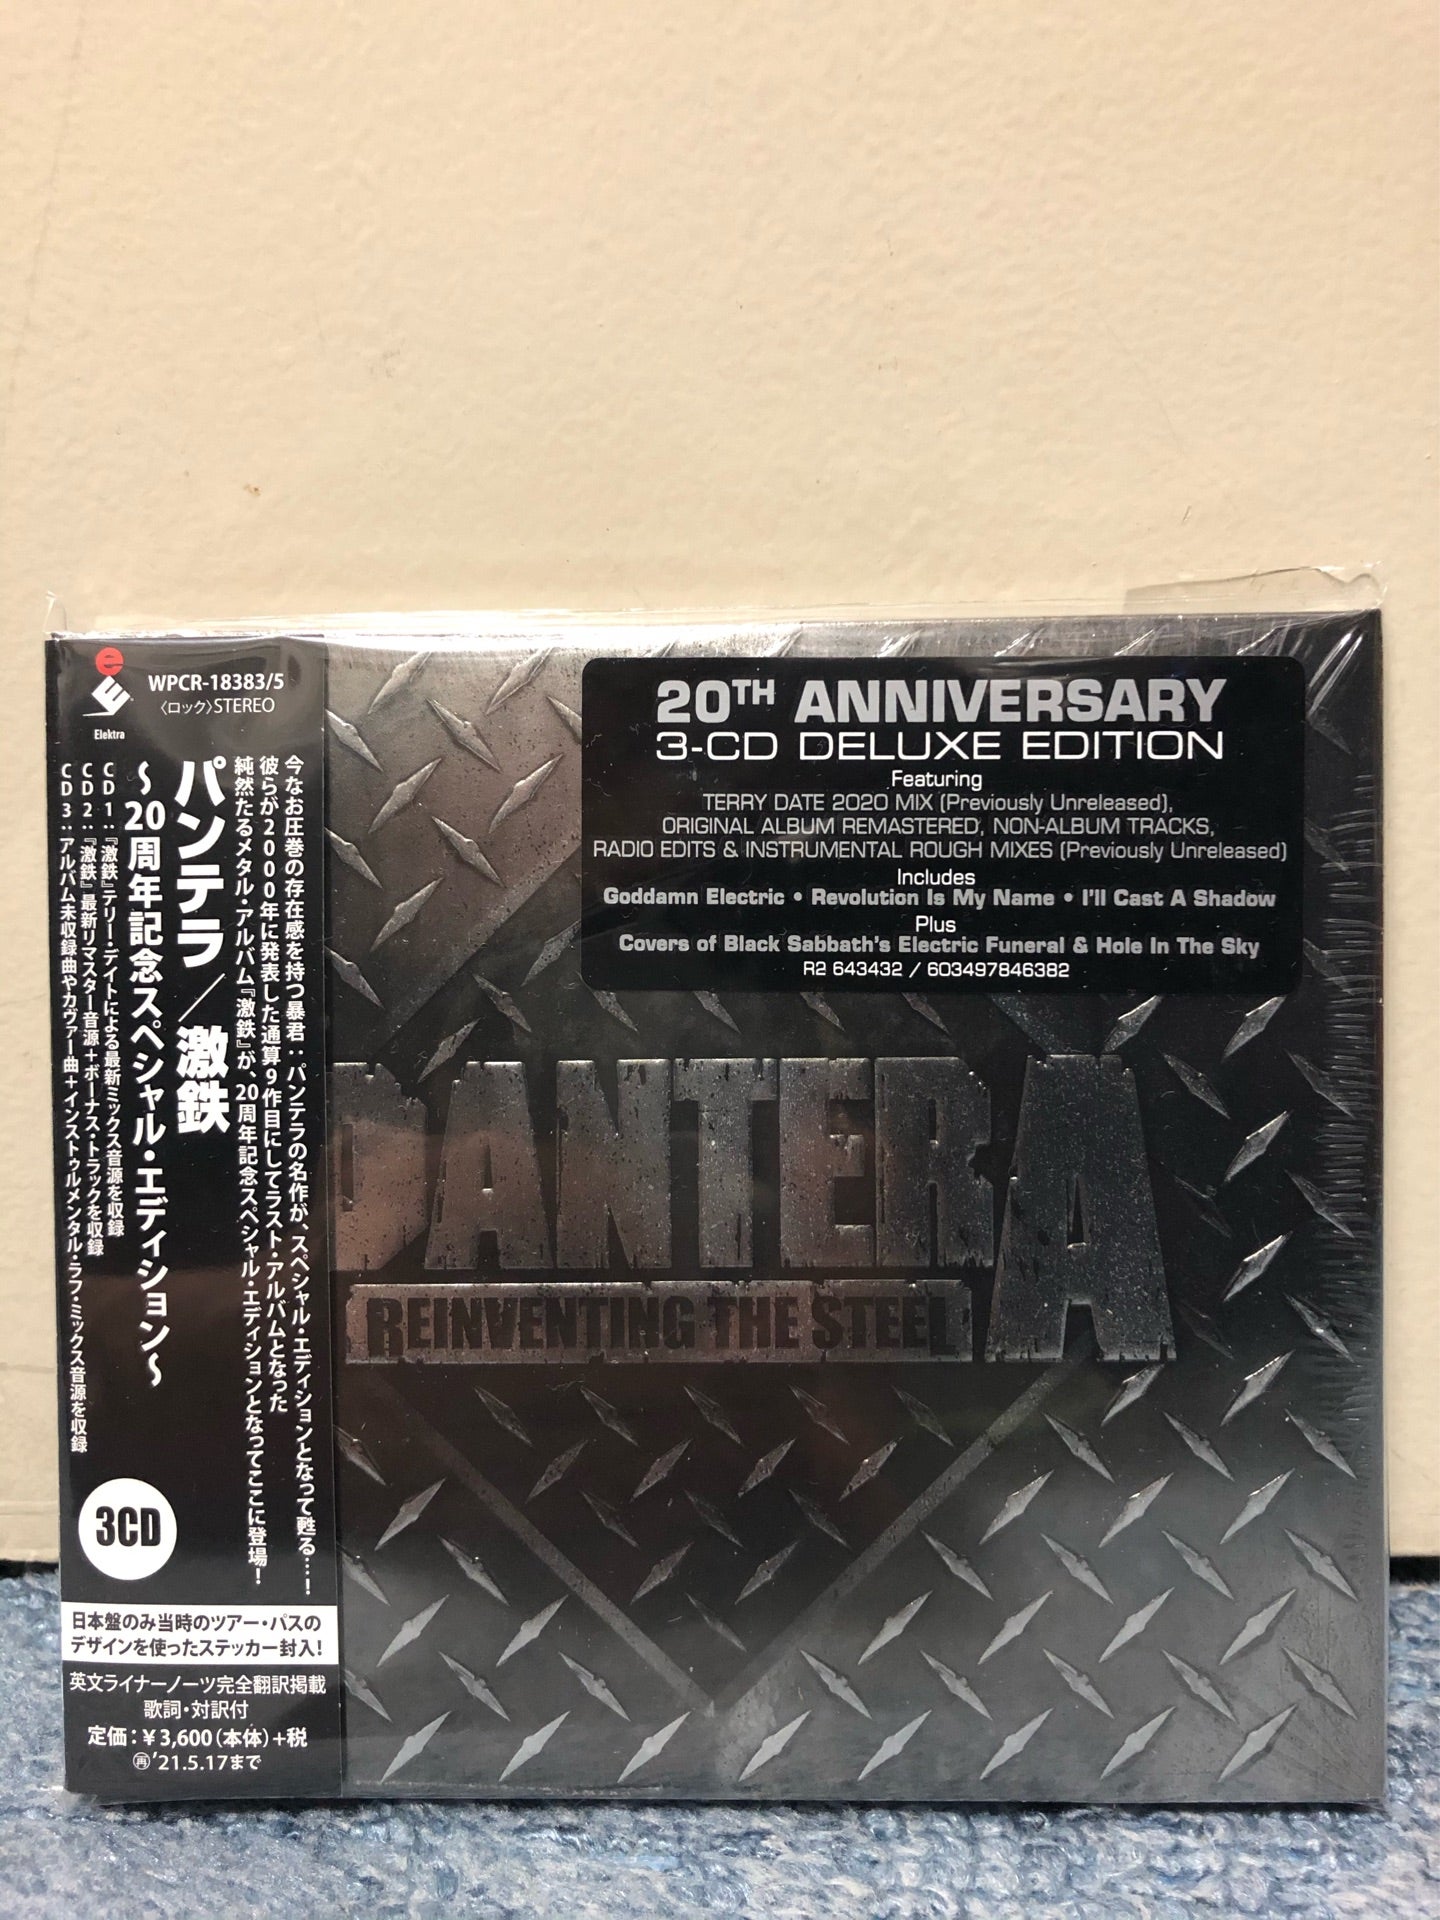 Elektra
WPCR-18383/5
〈ロック〉STEREO
今なお圧巻の存在感を持つ暴君：パンテラの名作が、スペシャル・エディションとなって甦る…！
彼らが2000年に発表した通算9作目にしてラスト・アルバムとなった
純然たるメタル・アルバム『激鉄』が、20周年記念スペシャル・エディションとなってここに登場！
パンテラ／激鉄
～20周年記念スペシャル・エディション～
CD1：『激鉄』テリー・デイトによる最新ミックス音源を収録
CD2：『激鉄』最新リマスター音源＋ボーナス・トラックを収録
CD3：アルバム未収録曲やカヴァー曲＋インストゥルメンタル・ラフ・ミックス音源を収録
3CD
日本盤のみ当時のツアー・パスの
デザインを使ったステッカー封入！
英文ライナーノーツ完全翻訳掲載
歌詞・対訳付
定価：¥3,600（本体）+税
再'21.5.17まで
20TH ANNIVERSARY
3-CD DELUXE EDITION
Featuring
TERRY DATE 2020 MIX (Previously Unreleased),
ORIGINAL ALBUM REMASTERED, NON-ALBUM TRACKS,
RADIO EDITS & INSTRUMENTAL ROUGH MIXES (Previously Unreleased)
Includes
Goddamn Electric • Revolution Is My Name • I'll Cast A Shadow
Plus
Covers of Black Sabbath's Electric Funeral & Hole In The Sky
R2 643432 / 603497846382
PANTERA
REINVENTING THE STEEL